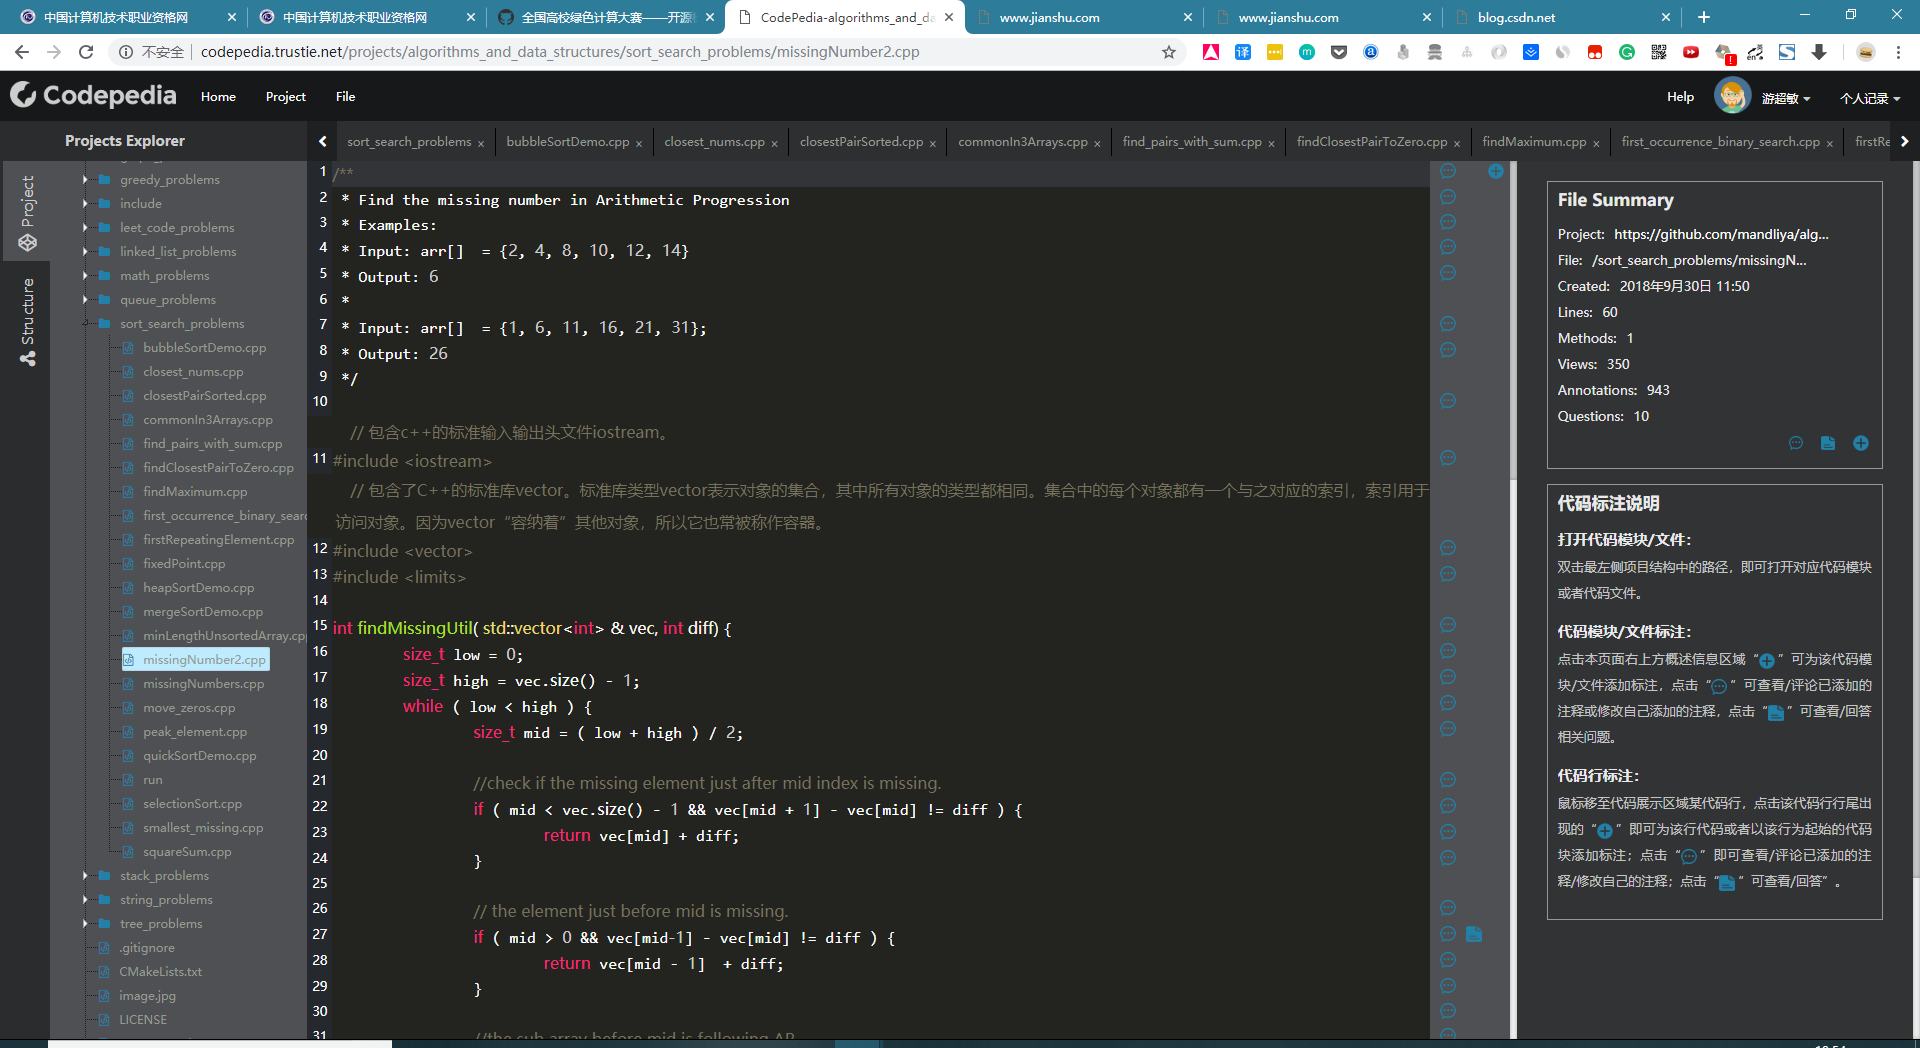 中国计算机技术职业资格网
中国计算机技术职业资格网
全国高校绿色计算大赛——开源
CodePedia-algorithms_and_da
www.jianshu.com
www.jianshu.com
blog.csdn.net
不安全
codepedia.trustie.net/projects/algorithms_and_data_structures/sort_search_problems/missingNumber2.cpp
Codepedia
Home
Project
File
Help
游超敏
个人记录
Projects Explorer
sort_search_problems ×
bubbleSortDemo.cpp ×
closest_nums.cpp ×
closestPairSorted.cpp ×
commonIn3Arrays.cpp ×
find_pairs_with_sum.cpp ×
findClosestPairToZero.cpp ×
findMaximum.cpp ×
first_occurrence_binary_search.cpp ×
firstRe
Project
Structure
greedy_problems
include
leet_code_problems
linked_list_problems
math_problems
queue_problems
sort_search_problems
bubbleSortDemo.cpp
closest_nums.cpp
closestPairSorted.cpp
commonIn3Arrays.cpp
find_pairs_with_sum.cpp
findClosestPairToZero.cpp
findMaximum.cpp
first_occurrence_binary_searc
firstRepeatingElement.cpp
fixedPoint.cpp
heapSortDemo.cpp
mergeSortDemo.cpp
minLengthUnsortedArray.cpp
missingNumber2.cpp
missingNumbers.cpp
move_zeros.cpp
peak_element.cpp
quickSortDemo.cpp
run
selectionSort.cpp
smallest_missing.cpp
squareSum.cpp
stack_problems
string_problems
tree_problems
.gitignore
CMakeLists.txt
image.jpg
LICENSE
1 /**
2 * Find the missing number in Arithmetic Progression
3 * Examples:
4 * Input: arr[]  = {2, 4, 8, 10, 12, 14}
5 * Output: 6
6 *
7 * Input: arr[]  = {1, 6, 11, 16, 21, 31};
8 * Output: 26
9 */
10
// 包含c++的标准输入输出头文件iostream。
11 #include <iostream>
// 包含了C++的标准库vector。标准库类型vector表示对象的集合，其中所有对象的类型都相同。集合中的每个对象都有一个与之对应的索引，索引用于
访问对象。因为vector“容纳着”其他对象，所以它也常被称作容器。
12 #include <vector>
13 #include <limits>
14
15 int findMissingUtil( std::vector<int> & vec, int diff) {
16 size_t low = 0;
17 size_t high = vec.size() - 1;
18 while ( low < high ) {
19 size_t mid = ( low + high ) / 2;
20
21 //check if the missing element just after mid index is missing.
22 if ( mid < vec.size() - 1 && vec[mid + 1] - vec[mid] != diff ) {
23 return vec[mid] + diff;
24 }
25
26 // the element just before mid is missing.
27 if ( mid > 0 && vec[mid-1] - vec[mid] != diff ) {
28 return vec[mid - 1]  + diff;
29 }
30
31 //the sub array before mid is following AP
File Summary
Project: https://github.com/mandliya/alg...
File: /sort_search_problems/missingN...
Created: 2018年9月30日 11:50
Lines: 60
Methods: 1
Views: 350
Annotations: 943
Questions: 10
代码标注说明
打开代码模块/文件：
双击最左侧项目结构中的路径，即可打开对应代码模块
或者代码文件。
代码模块/文件标注：
点击本页面右上方概述信息区域“ ”可为该代码模
块/文件添加标注，点击“ ”可查看/评论已添加的
注释或修改自己添加的注释，点击“ ”可查看/回答
相关问题。
代码行标注：
鼠标移至代码展示区域某代码行，点击该代码行行尾出
现的“ ”即可为该行代码或者以该行为起始的代码
块添加标注；点击“ ”即可查看/评论已添加的注
释/修改自己的注释；点击“ “可查看/回答”。